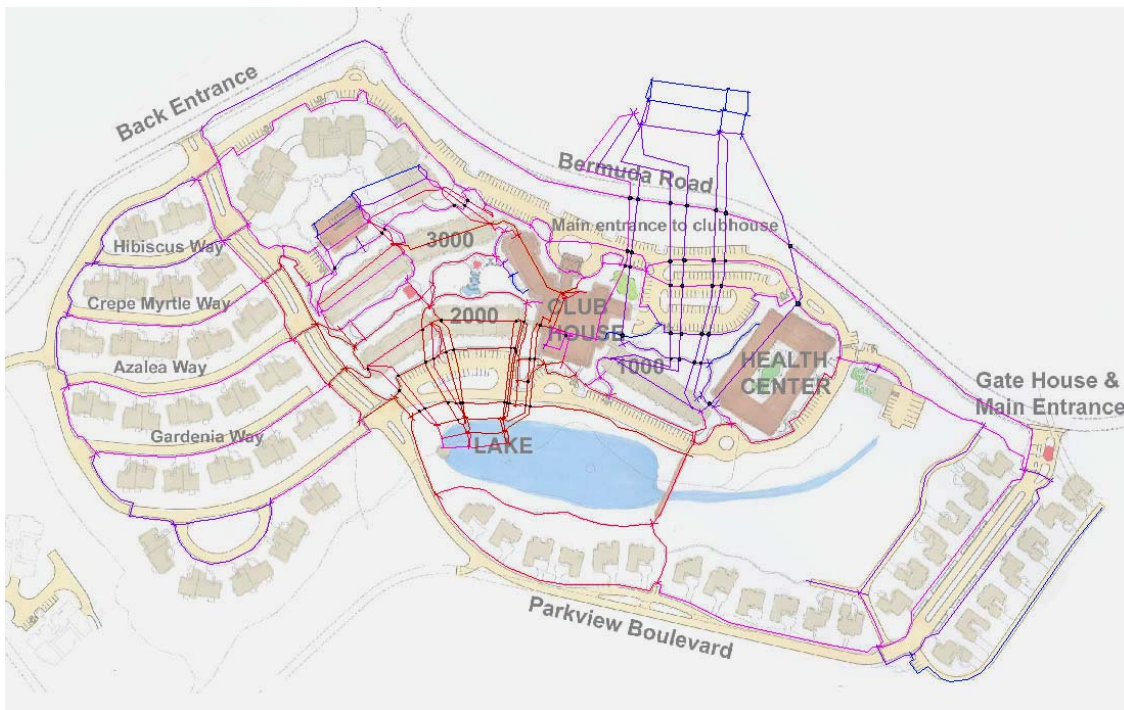 Back Entrance
Bermuda Road
Main entrance to clubhouse
Hibiscus Way
3000
Crepe Myrtle Way
CLUB
HOUSE
2000
Azalea Way
1000
HEALTH
CENTER
Gate House &
Main Entrance
Gardenia Way
LAKE
Parkview Boulevard